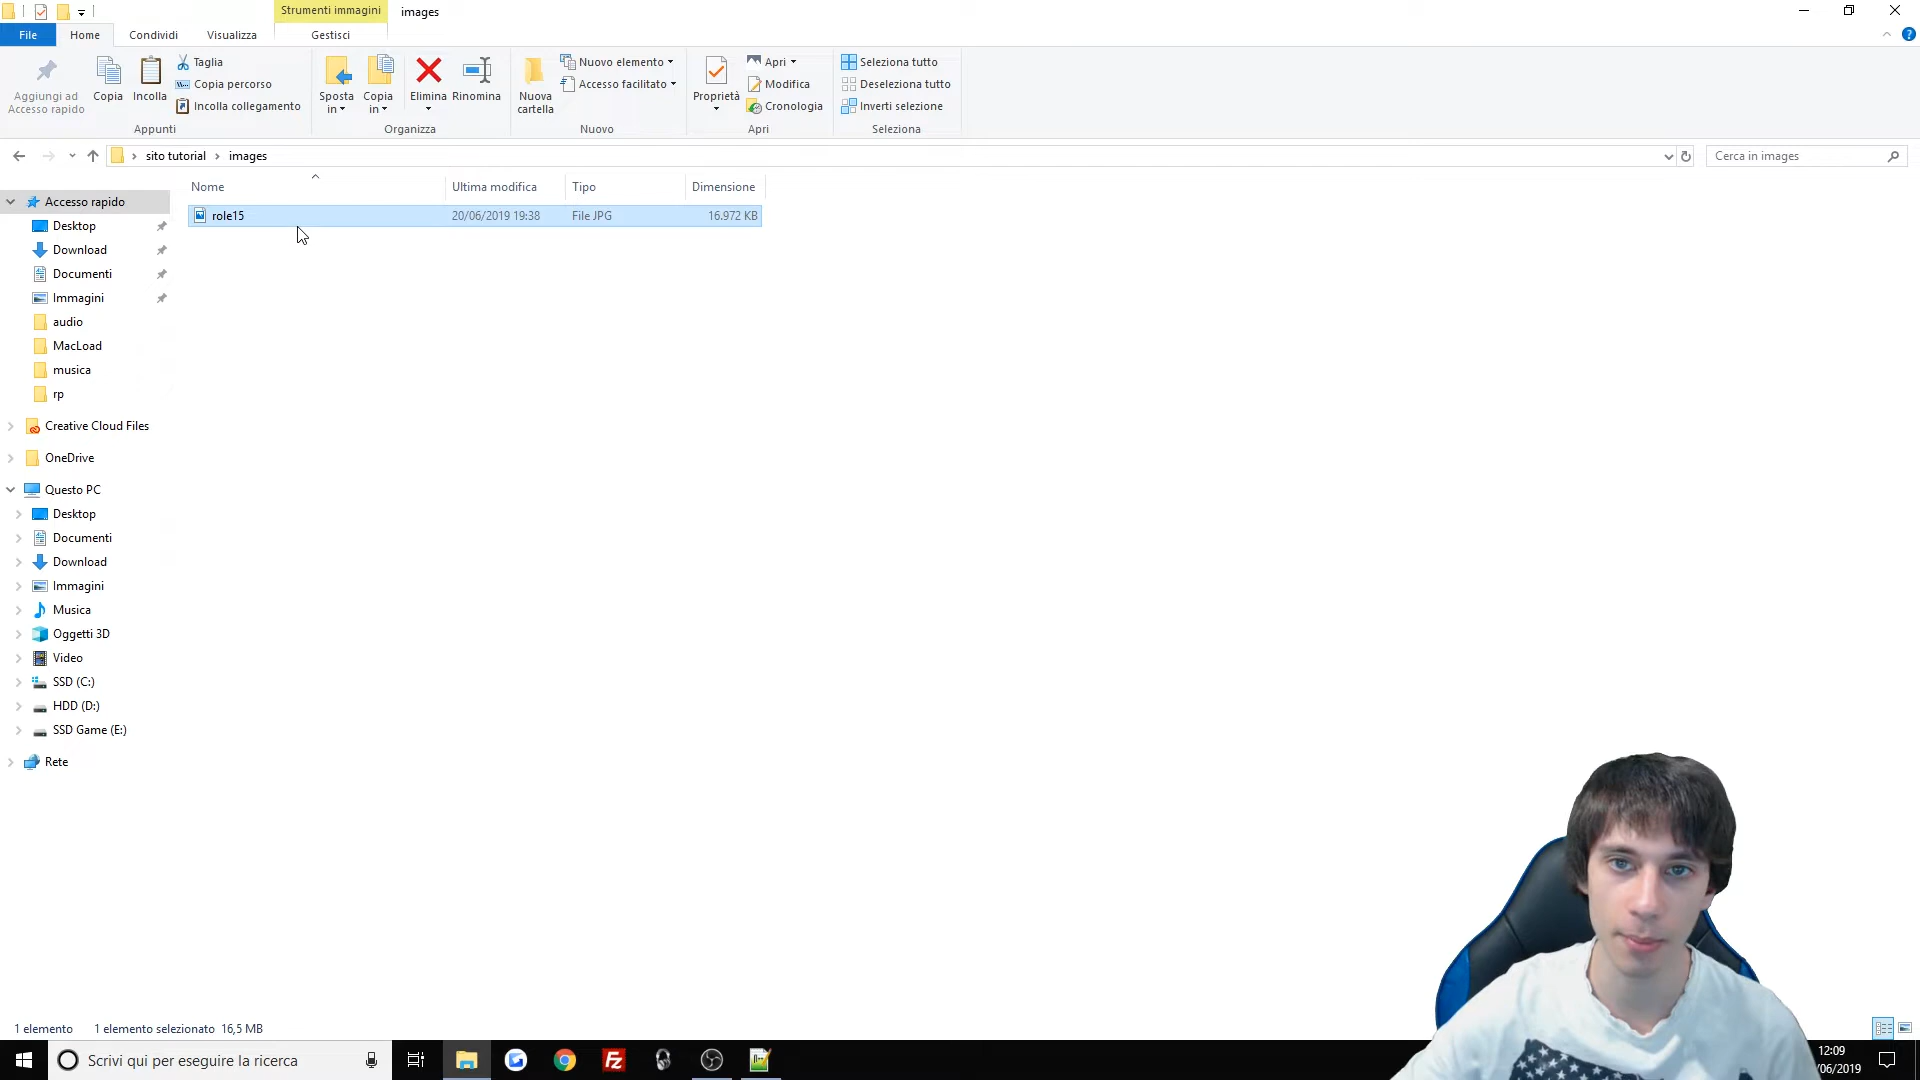 Strumenti immagini
images
File
Home
Condividi
Visualizza
Gestisci
Aggiungi ad
Accesso rapido
Copia
Incolla
Taglia
Copia percorso
Incolla collegamento
Appunti
Sposta
in
Copia
in
Elimina
Rinomina
Organizza
Nuova
cartella
Nuovo elemento
Accesso facilitato
Nuovo
Proprietà
Apri
Modifica
Cronologia
Apri
Seleziona tutto
Deseleziona tutto
Inverti selezione
Seleziona
sito tutorial
images
Cerca in images
Nome
Ultima modifica
Tipo
Dimensione
role15
20/06/2019 19:38
File JPG
16.972 KB
Accesso rapido
Desktop
Download
Documenti
Immagini
audio
MacLoad
musica
rp
Creative Cloud Files
OneDrive
Questo PC
Desktop
Documenti
Download
Immagini
Musica
Oggetti 3D
Video
SSD (C:)
HDD (D:)
SSD Game (E:)
Rete
1 elemento
1 elemento selezionato 16,5 MB
Scrivi qui per eseguire la ricerca
12:09
/06/2019